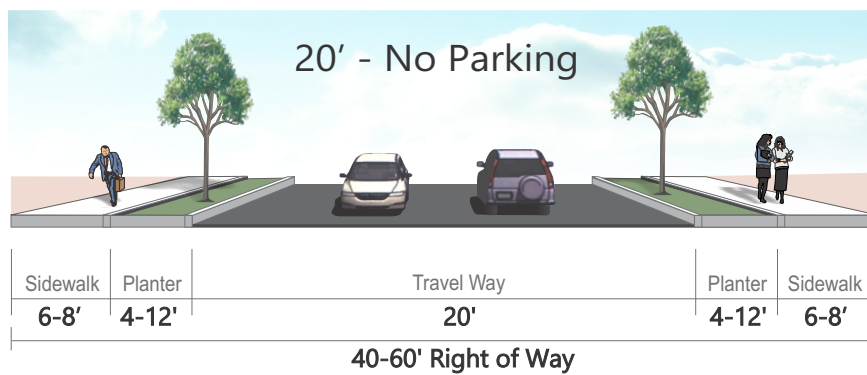 20’ - No Parking
Sidewalk Planter Travel Way Planter Sidewalk
6-8’ 4-12' 20' 4-12' 6-8’
40-60' Right of Way